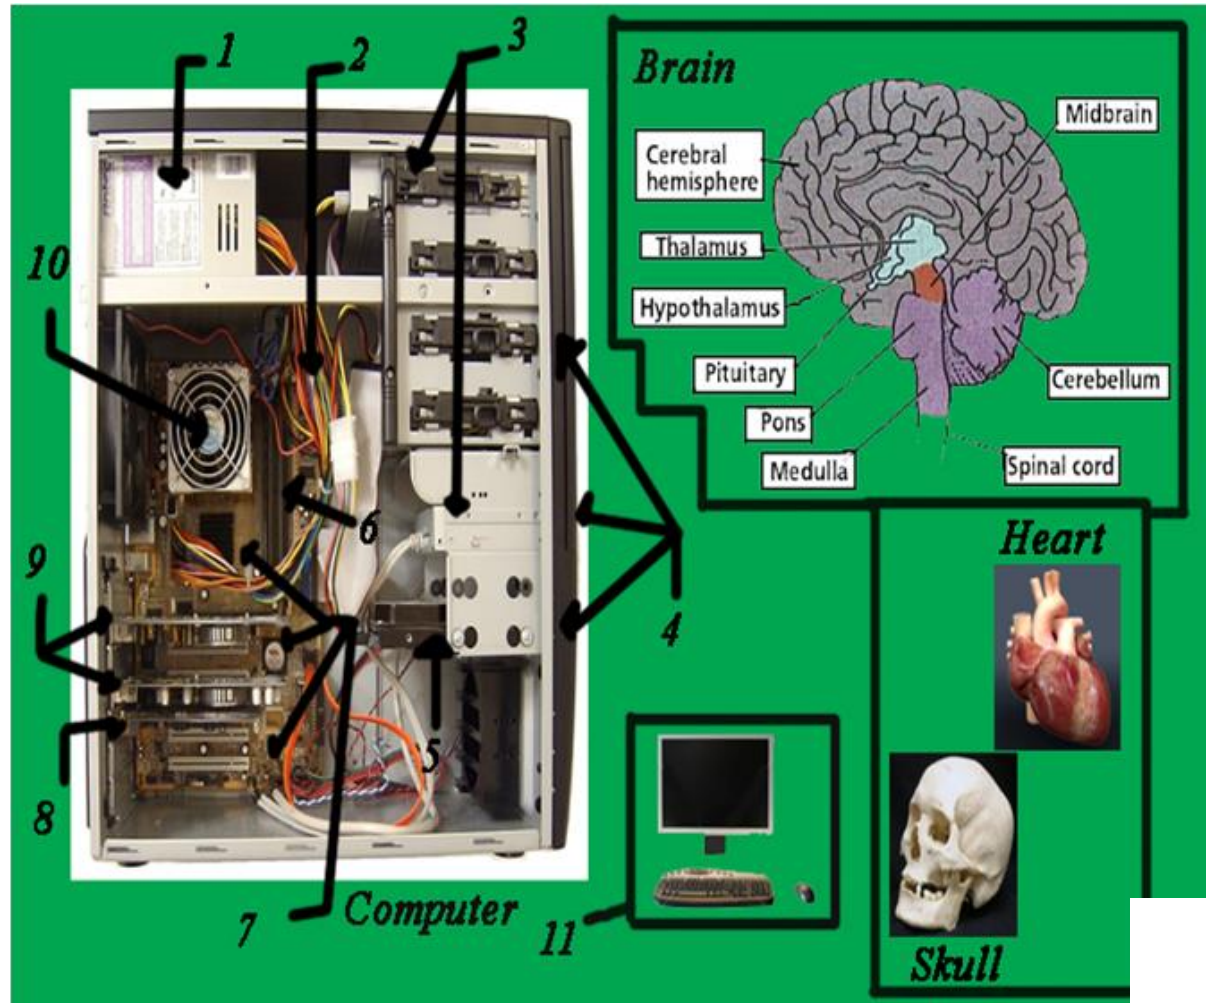 1
2
3
Brain
Midbrain
Cerebral
hemisphere
Thalamus
10
Hypothalamus
Pituitary
Cerebellum
Pons
Medulla
Spinal cord
6
Heart
9
4
5
8
7
Computer
11
Skull